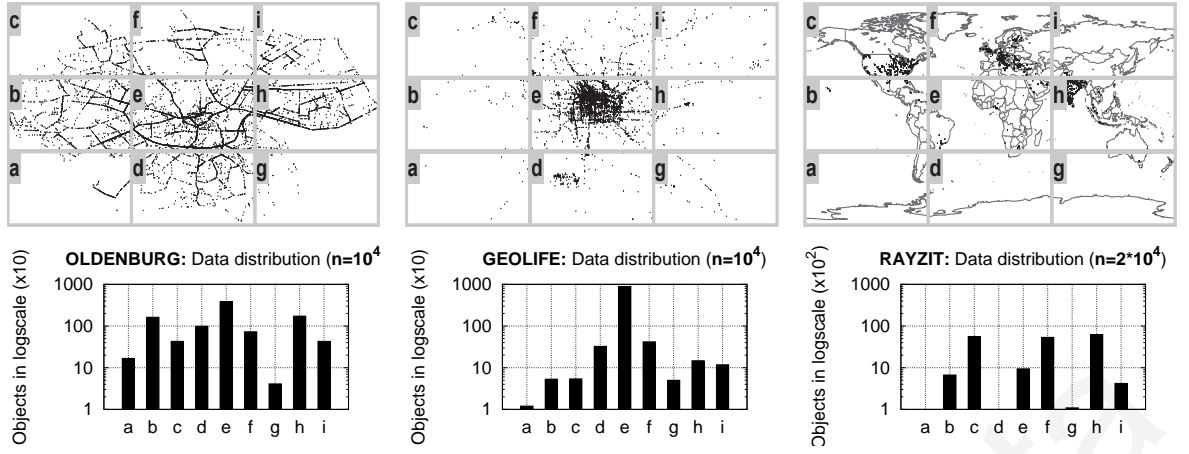 c f i
b e h
a d g
c f i
b e h
a d g
c f i
b e h
a d g
OLDENBURG: Data distribution (n=10^4
Objects in logscale (x10)
1000
100
10
1
a b c d e f g h i
GEOLIFE: Data distribution (n=10^4)
Objects in logscale (x10)
1000
100
10
1
a b c d e f g h i
RAYZIT: Data distribution (n=2*10^4)
Objects in logscale (x10^2)
1000
100
10
1
a b c d e f g h i